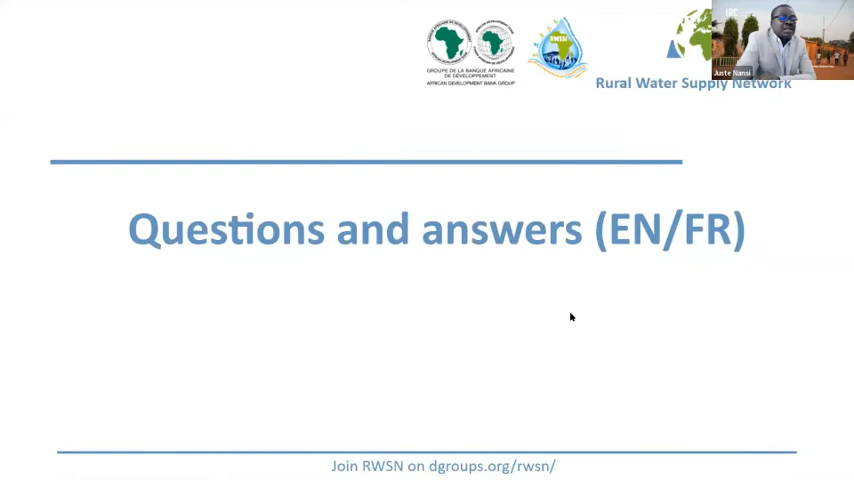 GROUPE DE LA BANQUE AFRICAINE
DE DÉVELOPPEMENT
AFRICAN DEVELOPMENT BANK GROUP
RWSSI
IRC
Juste Nansi
Rural Water Supply Network
Questions and answers (EN/FR)
Join RWSN on dgroups.org/rwsn/